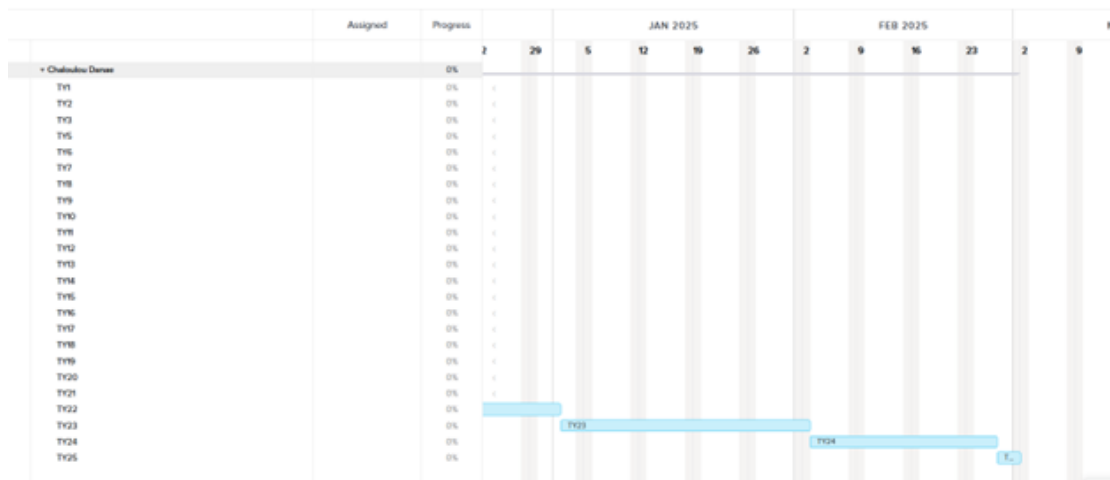 Assigned Progress JAN 2025 FEB 2025
29 5 12 19 26 2 9 16 23 2 9
0%
TY1 0%
TY2 0%
TY3 0%
TY5 0%
TY6 0%
TY7 0%
TY8 0%
TY9 0%
TY10 0%
TY11 0%
TY12 0%
TY13 0%
TY14 0%
TY15 0%
TY16 0%
TY17 0%
TY18 0%
TY19 0%
TY20 0%
TY21 0%
TY22 0%
TY23 0% TY23
TY24 0% TY24
TY25 0% T...